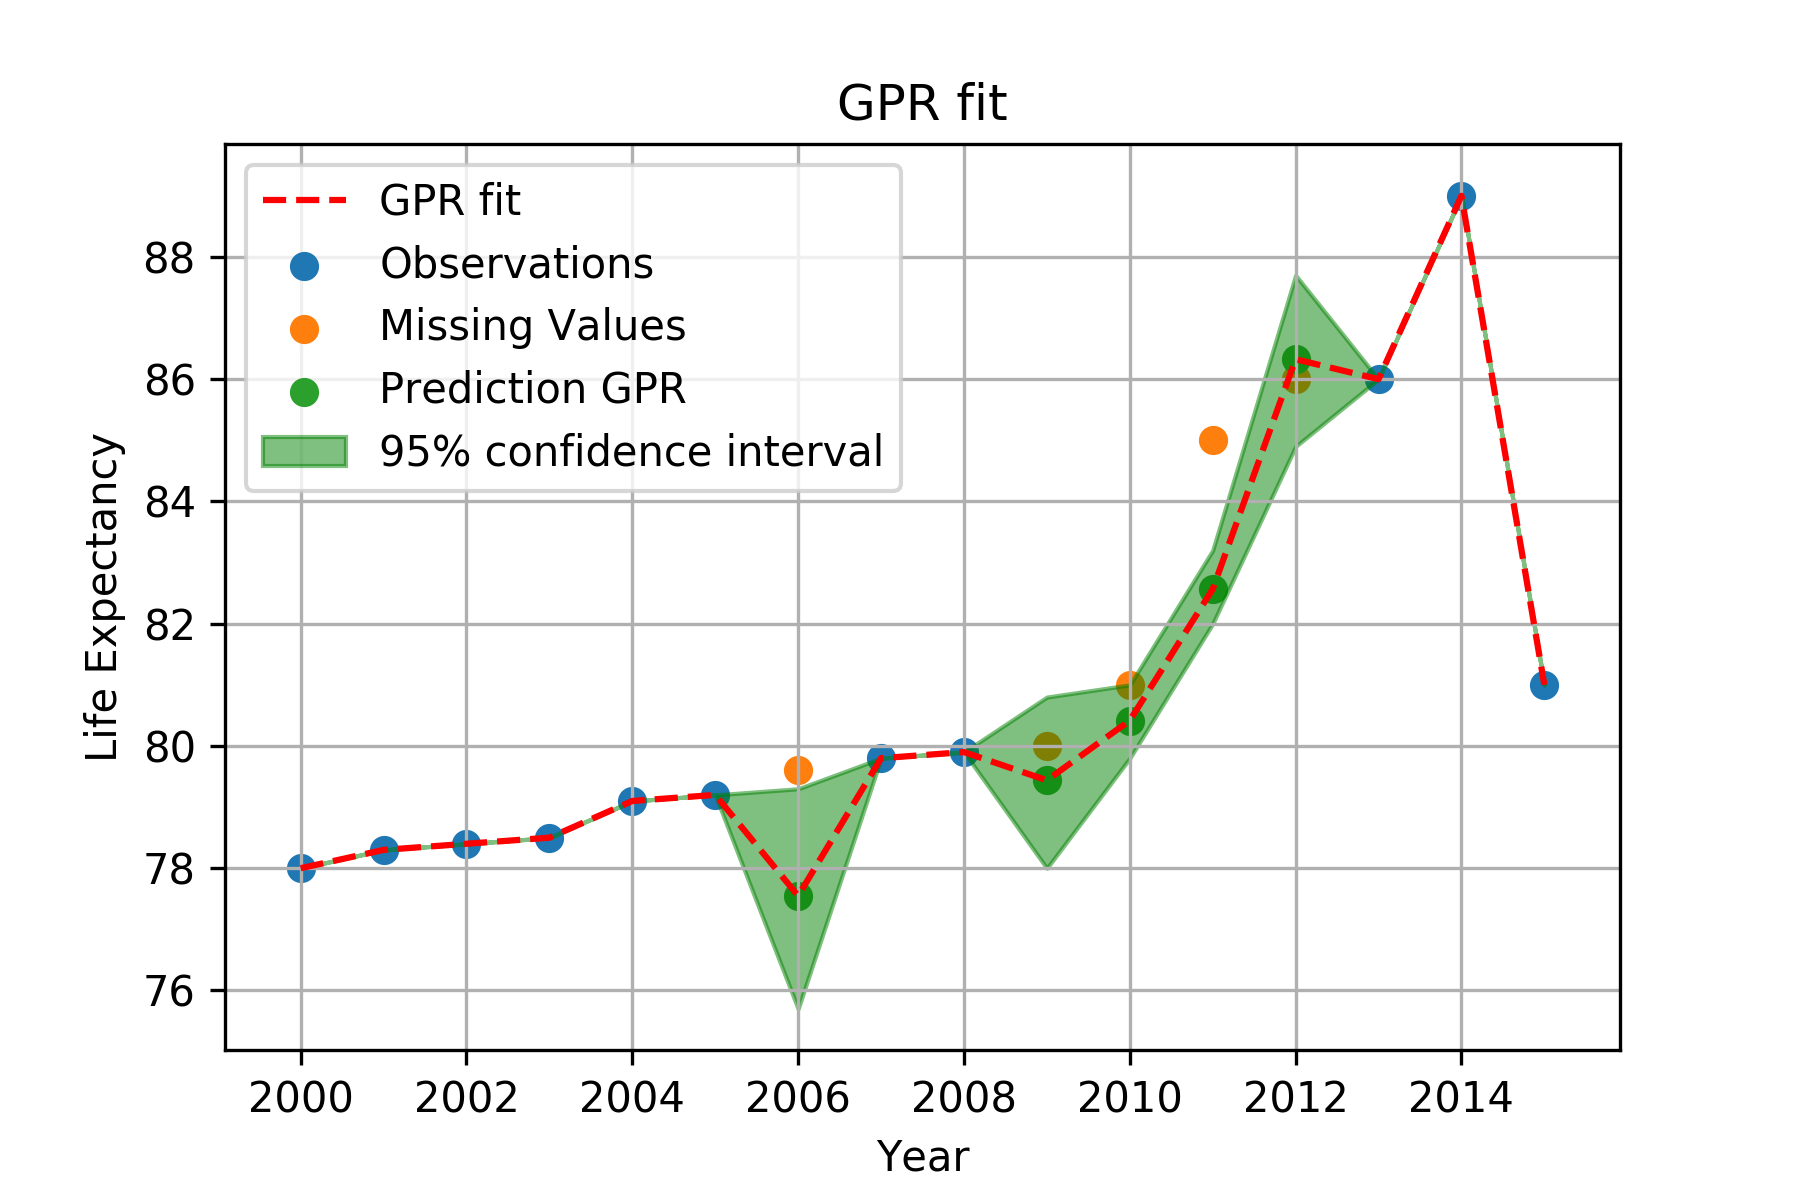 GPR fit
GPR fit
Observations
Missing Values
Prediction GPR
95% confidence interval
88
86
84
82
80
78
76
Life Expectancy
2000 2002 2004 2006 2008 2010 2012 2014
Year